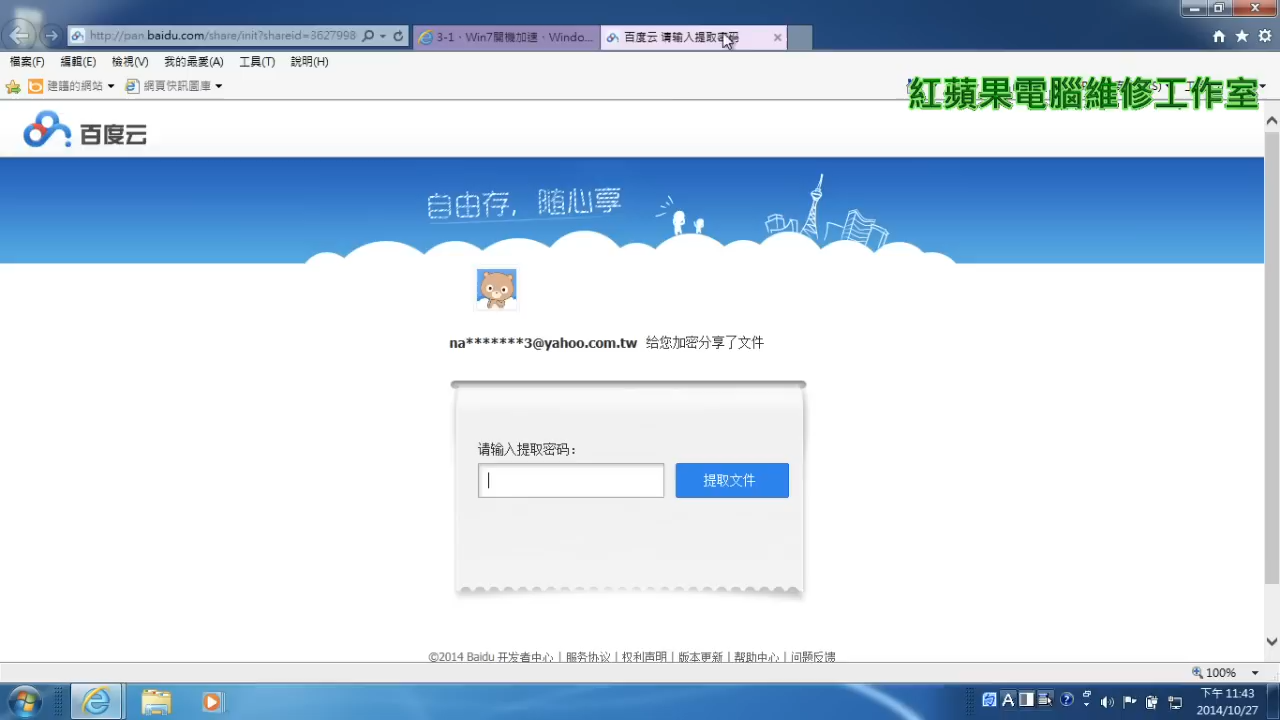 http://pan.baidu.com/share/init?shareid=3627998
3-1、Win7開機加速、Windo...
百度云 请输入提取密码
檔案(F) 編輯(E) 檢視(V) 我的最愛(A) 工具(T) 說明(H)
建議的網站 網頁快訊圖庫
紅蘋果電腦維修工作室
百度云
自由存，随心享
na*******3@yahoo.com.tw 给您加密分享了文件
请输入提取密码：
提取文件
©2014 Baidu 开发者中心 | 服务协议 | 权利声明 | 版本更新 | 帮助中心 | 问题反馈
100%
A
下午 11:43
2014/10/27